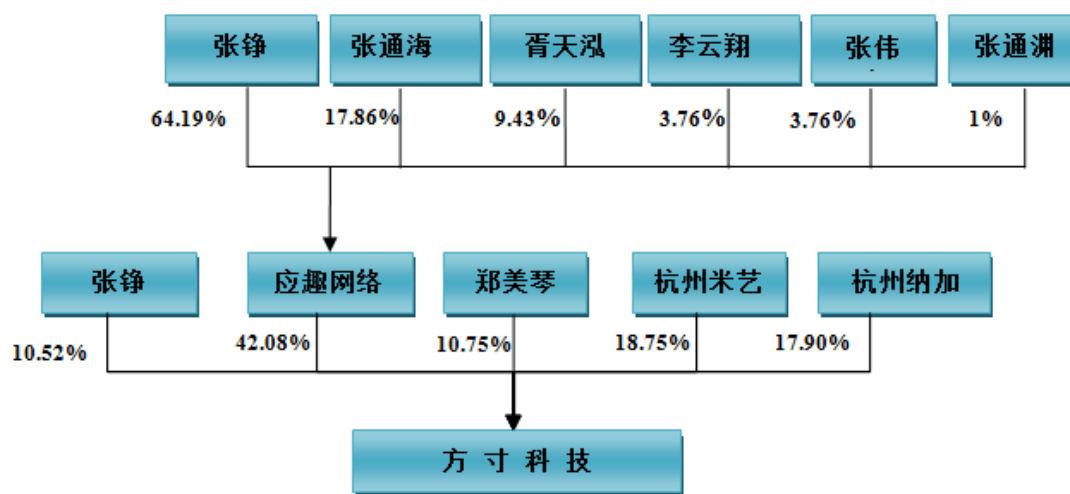 张铮 张通海 胥天泓 李云翔 张伟 张通渊
64.19% 17.86% 9.43% 3.76% 3.76% 1%
张铮 应趣网络 郑美琴 杭州米艺 杭州纳加
10.52% 42.08% 10.75% 18.75% 17.90%
方寸科技